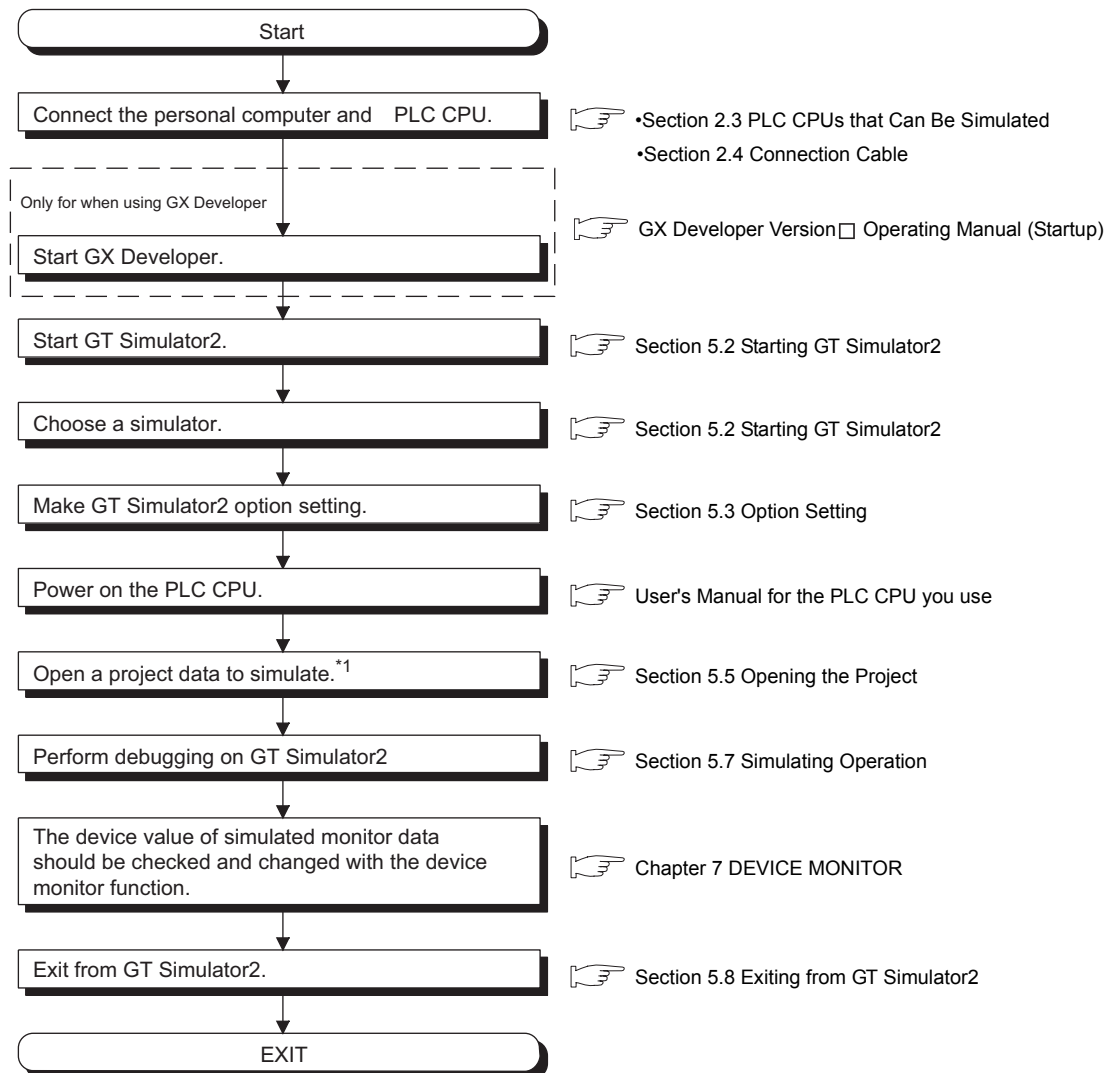 Start
Connect the personal computer and PLC CPU.
•Section 2.3 PLC CPUs that Can Be Simulated
•Section 2.4 Connection Cable
Only for when using GX Developer
Start GX Developer.
GX Developer Version□ Operating Manual (Startup)
Start GT Simulator2.
Section 5.2 Starting GT Simulator2
Choose a simulator.
Section 5.2 Starting GT Simulator2
Make GT Simulator2 option setting.
Section 5.3 Option Setting
Power on the PLC CPU.
User's Manual for the PLC CPU you use
Open a project data to simulate.*1
Section 5.5 Opening the Project
Perform debugging on GT Simulator2
Section 5.7 Simulating Operation
The device value of simulated monitor data
should be checked and changed with the device
monitor function.
Chapter 7 DEVICE MONITOR
Exit from GT Simulator2.
Section 5.8 Exiting from GT Simulator2
EXIT